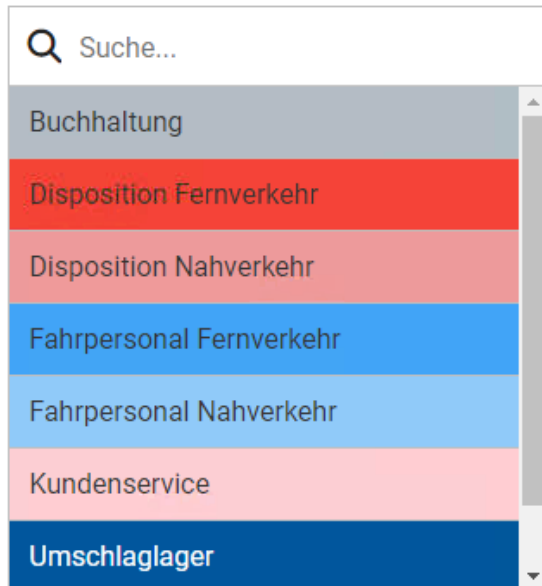 Suche...
Buchhaltung
Disposition Fernverkehr
Disposition Nahverkehr
Fahrpersonal Fernverkehr
Fahrpersonal Nahverkehr
Kundenservice
Umschlaglager